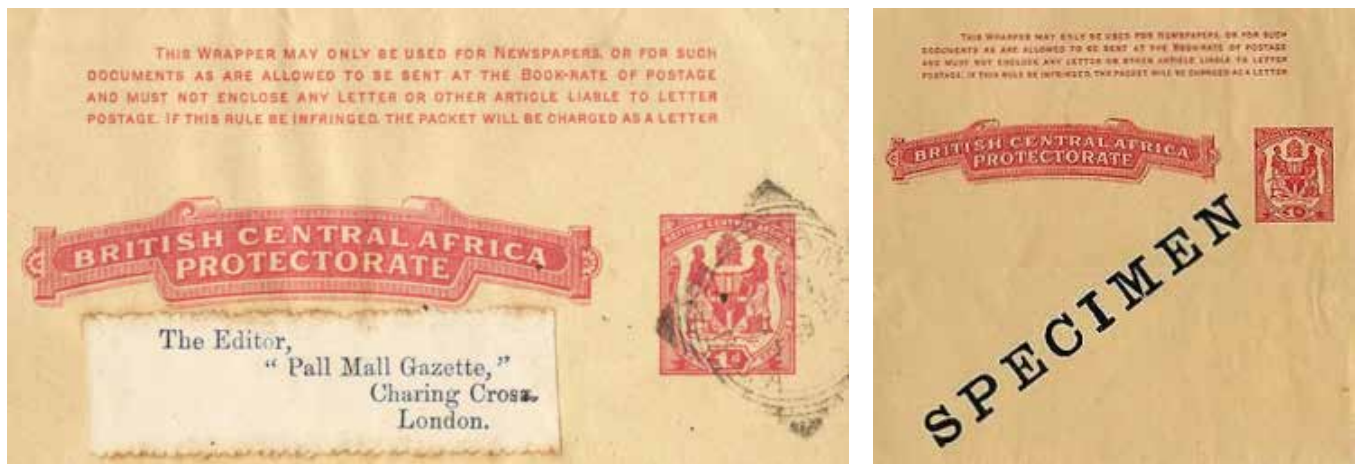 THIS WRAPPER MAY ONLY BE USED FOR NEWSPAPERS, OR FOR SUCH
DOCUMENTS AS ARE ALLOWED TO BE SENT AT THE BOOK-RATE OF POSTAGE
AND MUST NOT ENCLOSE ANY LETTER OR OTHER ARTICLE LIABLE TO LETTER
POSTAGE. IF THIS RULE BE INFRINGED, THE PACKET WILL BE CHARGED AS A LETTER
BRITISH CENTRAL AFRICA
PROTECTORATE
BRITISH CENTRAL AFRICA
1d
The Editor,
"Pall Mall Gazette,"
Charing Cross,
London.
THIS WRAPPER MAY ONLY BE USED FOR NEWSPAPERS, OR FOR SUCH
DOCUMENTS AS ARE ALLOWED TO BE SENT AT THE BOOK-RATE OF POSTAGE
AND MUST NOT ENCLOSE ANY LETTER OR OTHER ARTICLE LIABLE TO LETTER
POSTAGE. IF THIS RULE BE INFRINGED, THE PACKET WILL BE CHARGED AS A LETTER
BRITISH CENTRAL AFRICA
PROTECTORATE
SPECIMEN